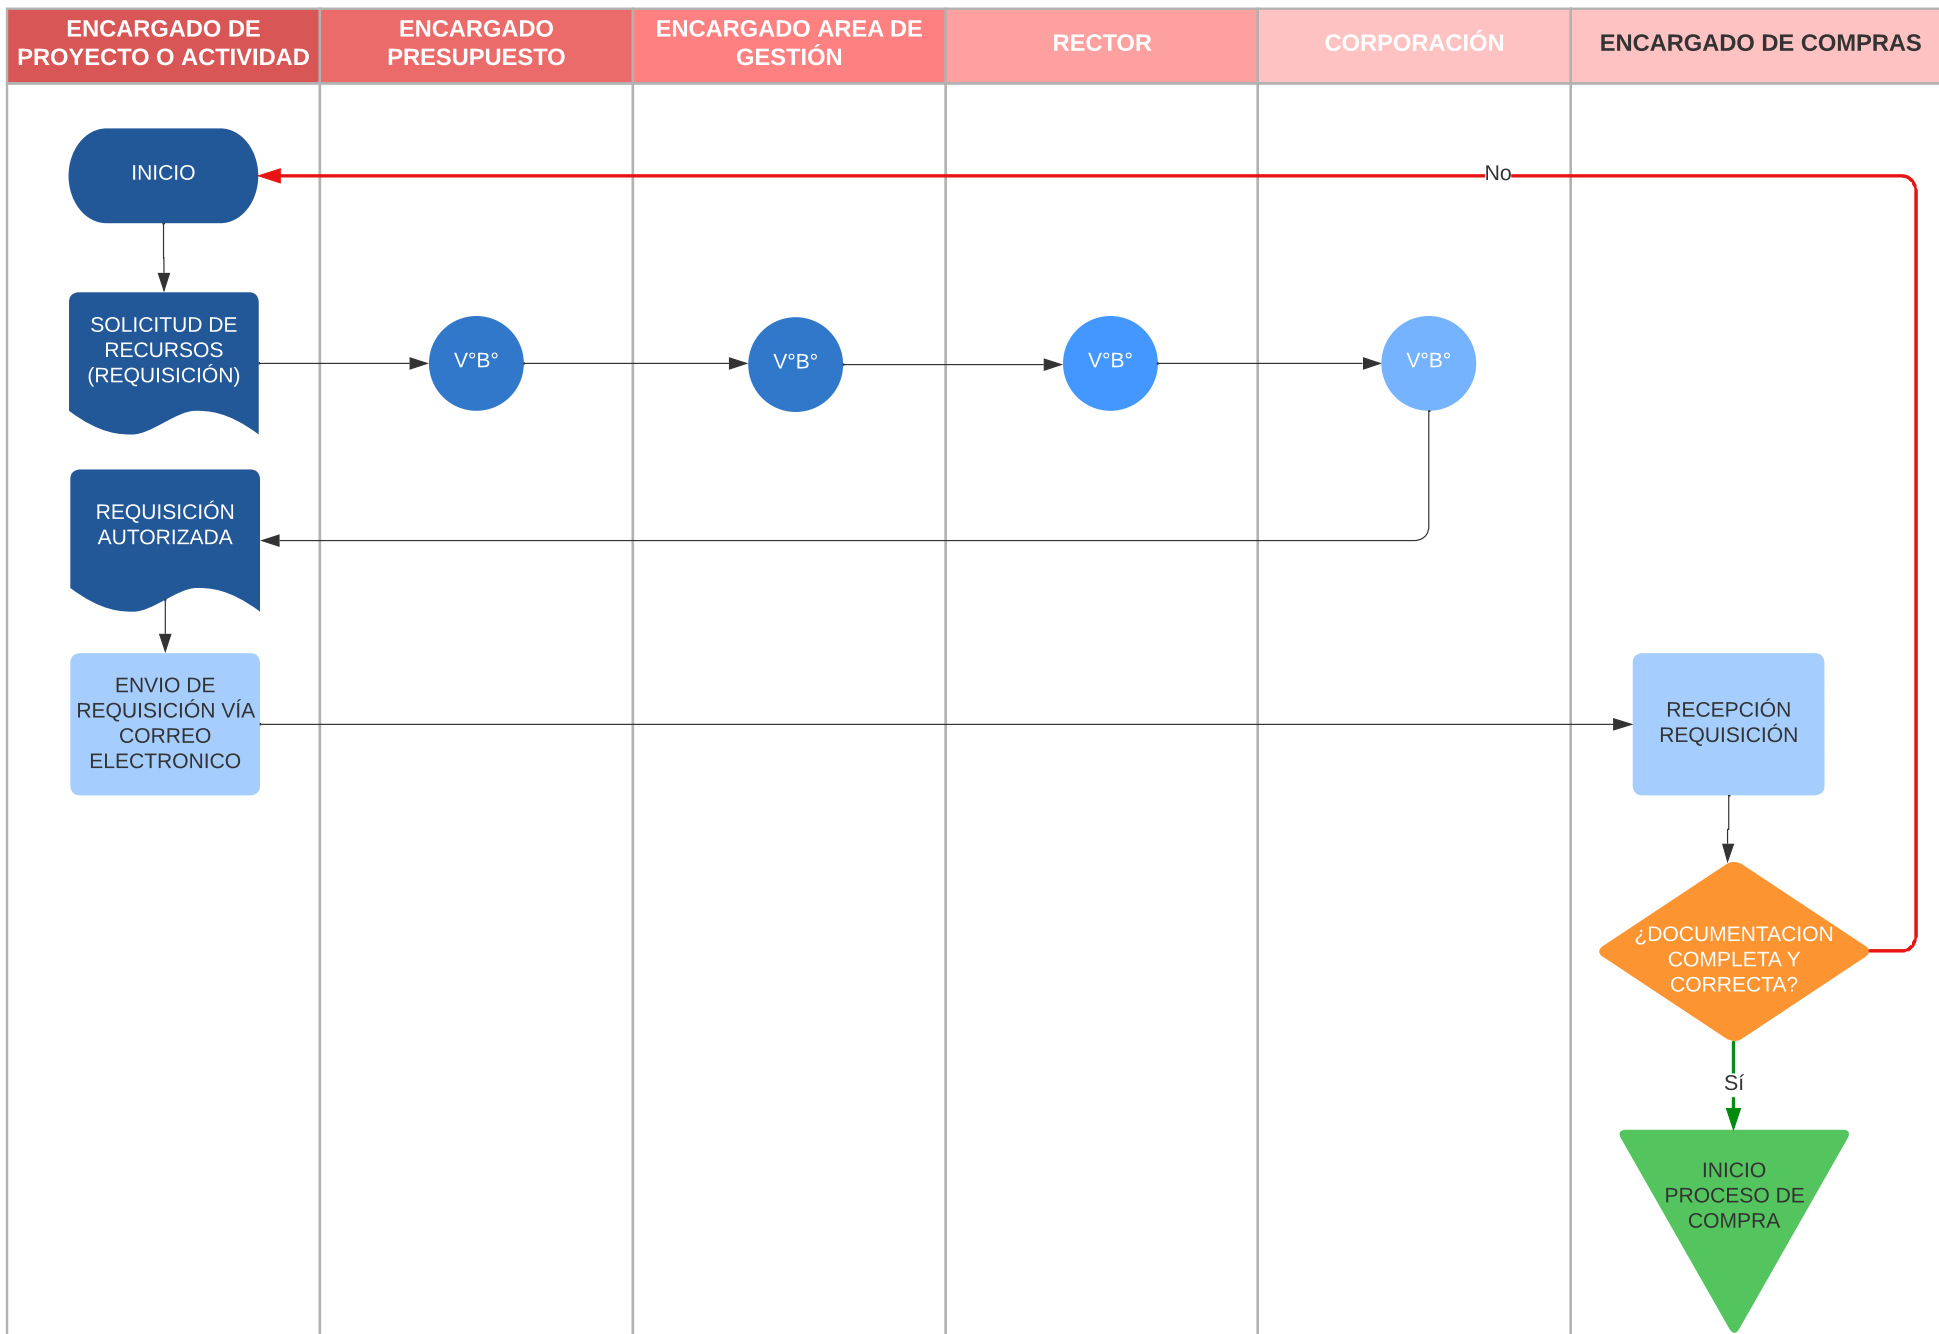 ENCARGADO DE
PROYECTO O ACTIVIDAD
ENCARGADO
PRESUPUESTO
ENCARGADO AREA DE
GESTIÓN
RECTOR
CORPORACIÓN
ENCARGADO DE COMPRAS
INICIO
No
SOLICITUD DE
RECURSOS
(REQUISICIÓN)
V°B°
V°B°
V°B°
V°B°
REQUISICIÓN
AUTORIZADA
ENVIO DE
REQUISICIÓN VÍA
CORREO
ELECTRONICO
RECEPCIÓN
REQUISICIÓN
¿DOCUMENTACION
COMPLETA Y
CORRECTA?
Sí
INICIO
PROCESO DE
COMPRA